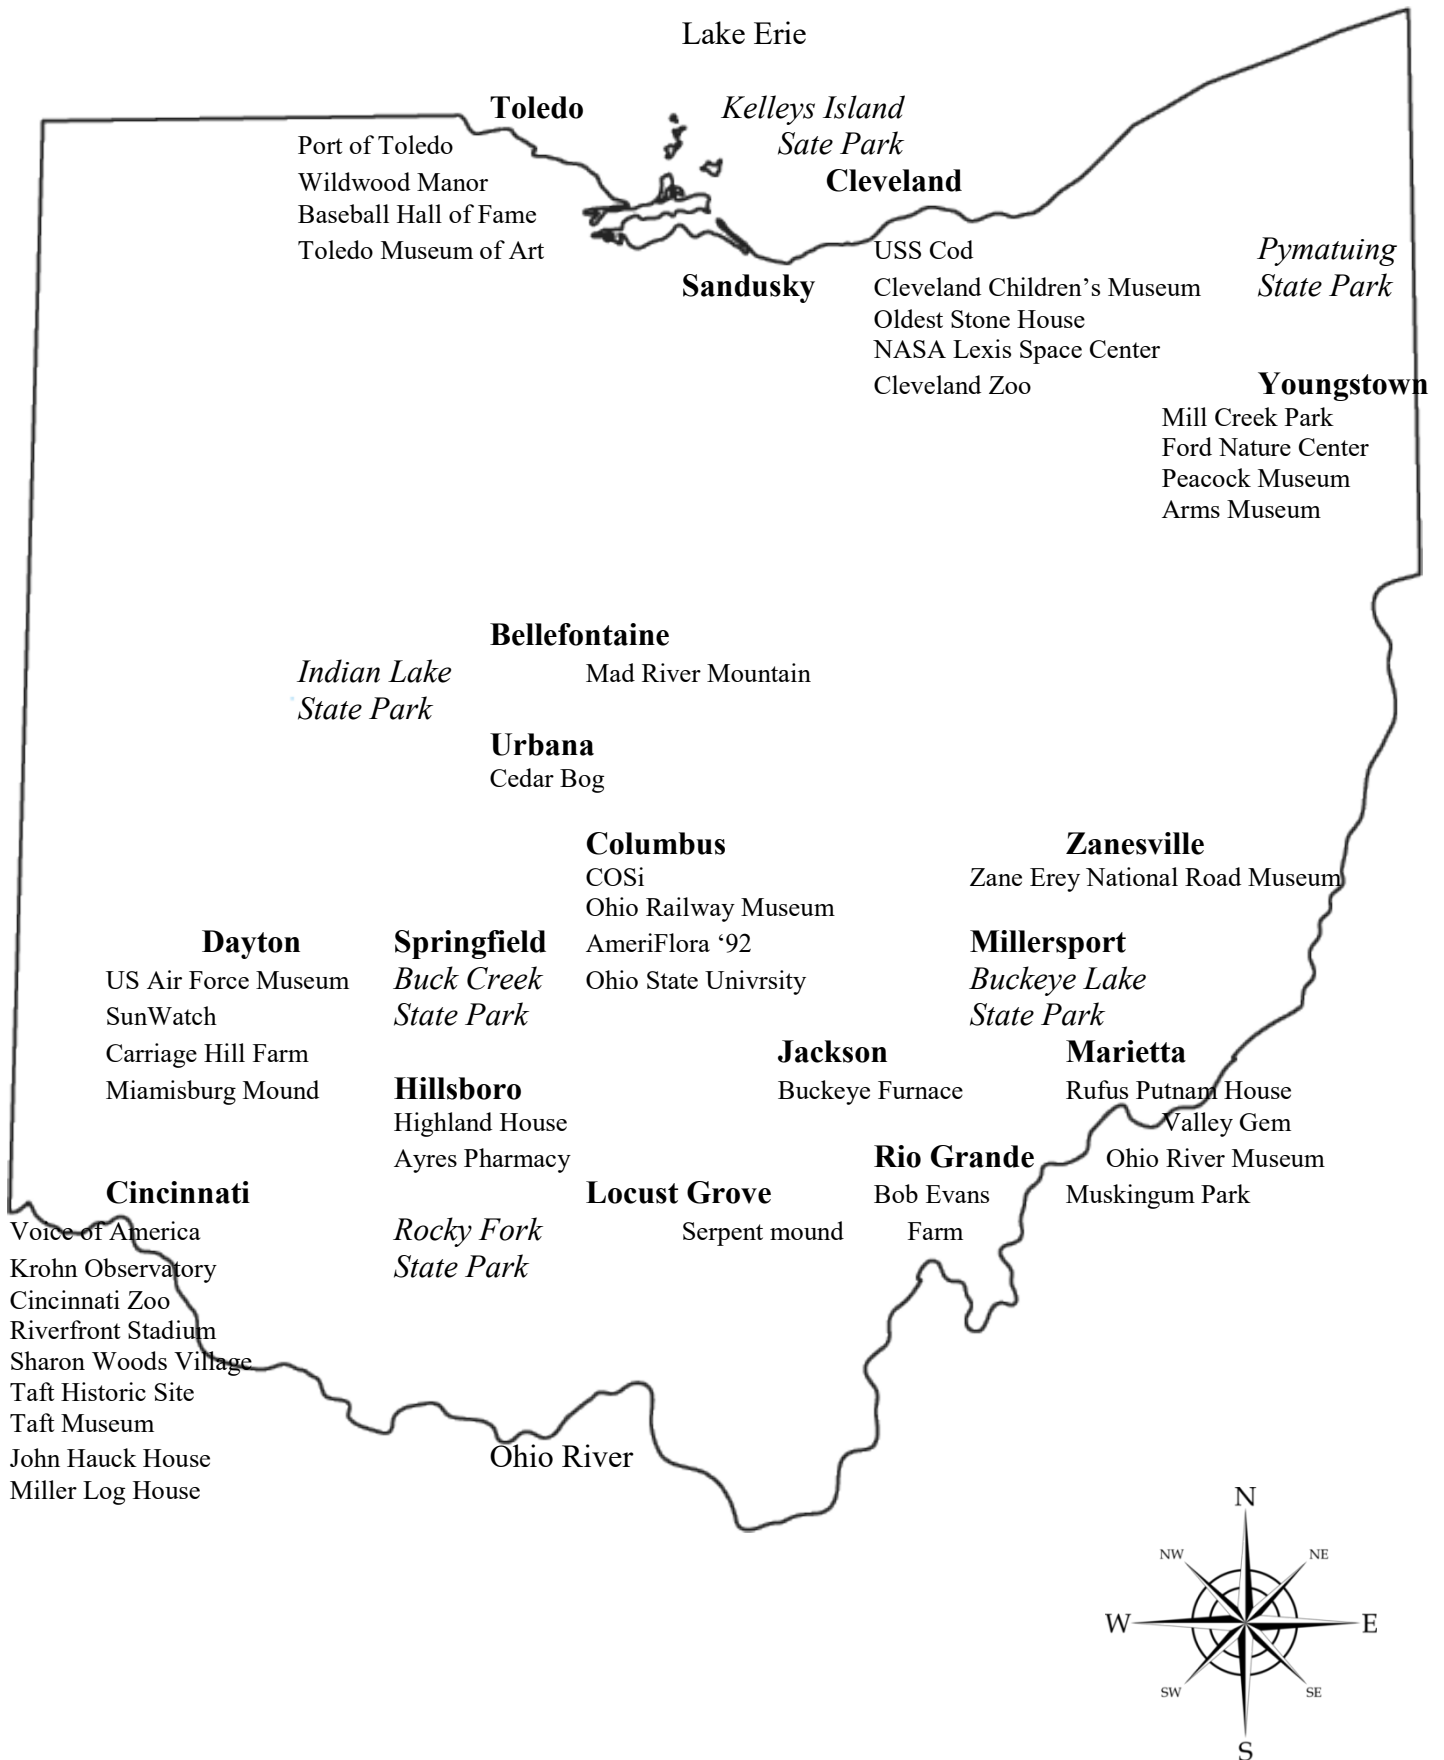 Lake Erie
Toledo
Port of Toledo
Wildwood Manor
Baseball Hall of Fame
Toledo Museum of Art
Kelleys Island
Sate Park
Cleveland
USS Cod
Cleveland Children’s Museum
Oldest Stone House
NASA Lexis Space Center
Cleveland Zoo
Sandusky
Pymatuing
State Park
Youngstown
Mill Creek Park
Ford Nature Center
Peacock Museum
Arms Museum
Bellefontaine
Mad River Mountain
Indian Lake
State Park
Urbana
Cedar Bog
Columbus
COSi
Ohio Railway Museum
AmeriFlora ‘92
Ohio State Univrsity
Zanesville
Zane Erey National Road Museum
Dayton
US Air Force Museum
SunWatch
Carriage Hill Farm
Miamisburg Mound
Springfield
Buck Creek
State Park
Millersport
Buckeye Lake
State Park
Hillsboro
Highland House
Ayres Pharmacy
Jackson
Buckeye Furnace
Marietta
Rufus Putnam House
Valley Gem
Ohio River Museum
Muskingum Park
Rio Grande
Bob Evans
Farm
Cincinnati
Voice of America
Krohn Observatory
Cincinnati Zoo
Riverfront Stadium
Sharon Woods Village
Taft Historic Site
Taft Museum
John Hauck House
Miller Log House
Rocky Fork
State Park
Locust Grove
Serpent mound
Ohio River
N
NW
NE
W
E
SW
SE
S